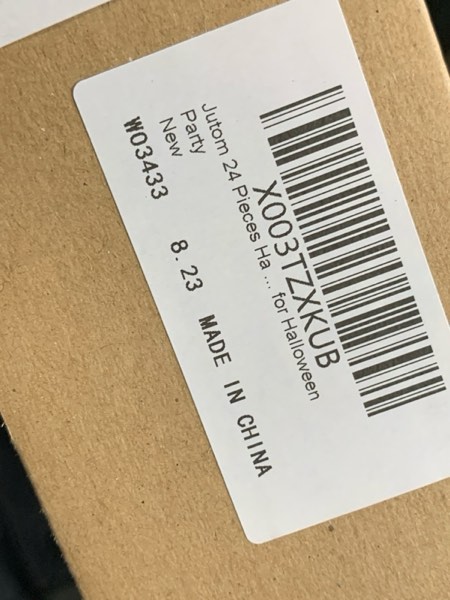 X003TZXKUB
Jutom 24 Pieces Ha ... for Halloween
Party
New
W03433 8.23 MADE IN CHINA